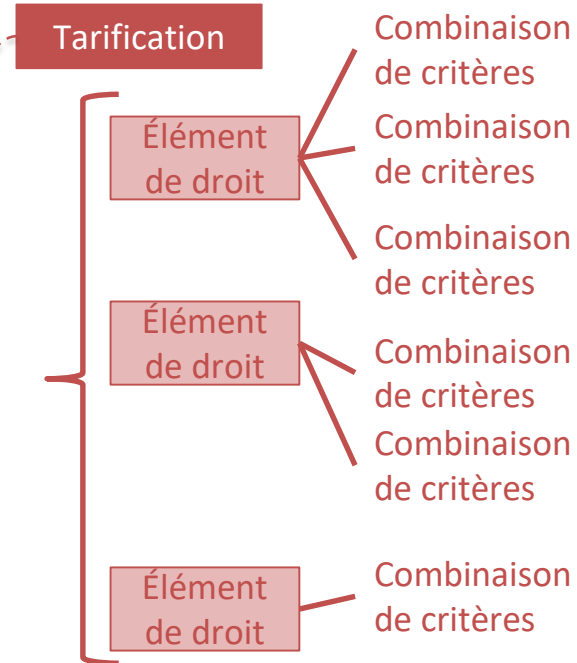 Tarification
Combinaison
de critères
Élément
de droit
Combinaison
de critères
Combinaison
de critères
Élément
de droit
Combinaison
de critères
Combinaison
de critères
Élément
de droit
Combinaison
de critères